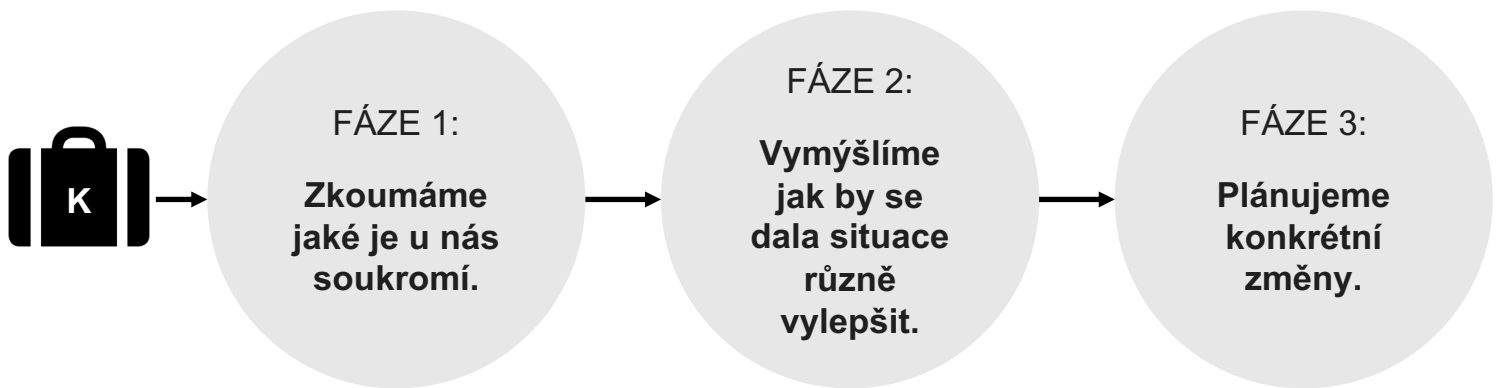 K
FÁZE 1:
Zkoumáme
jaké je u nás
soukromí.
FÁZE 2:
Vymýšlíme
jak by se
dala situace
různě
vylepšit.
FÁZE 3:
Plánujeme
konkrétní
změny.